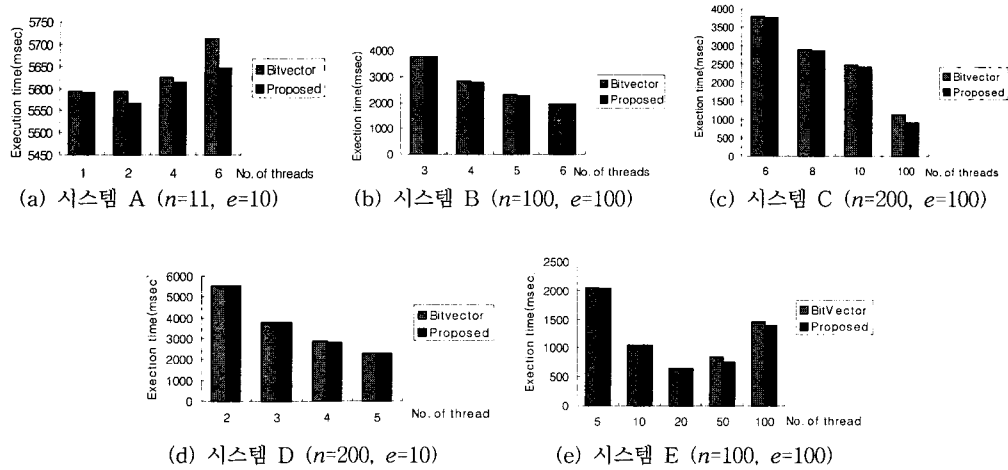 5750
5700
5650
5600
5550
5500
5450
Execution time(msec)
1 2 4 6 No. of threads
Bitvector
Proposed
(a) 시스템 A (n=11, e=10)
4000
3000
2000
1000
0
Exection time(msec)
3 4 5 6 No. of threads
Bitvector
Proposed
(b) 시스템 B (n=100, e=100)
4000
3500
3000
2500
2000
1500
1000
500
0
Exection time(msec)
6 8 10 100 No. of threads
Bitvector
Proposed
(c) 시스템 C (n=200, e=100)
6000
5000
4000
3000
2000
1000
0
Exection time(msec)
2 3 4 5 No. of thread
Bitvector
Proposed
(d) 시스템 D (n=200, e=10)
2500
2000
1500
1000
500
0
Exection time(msec)
5 10 20 50 100 No. of threads
BitVector
Proposed
(e) 시스템 E (n=100, e=100)